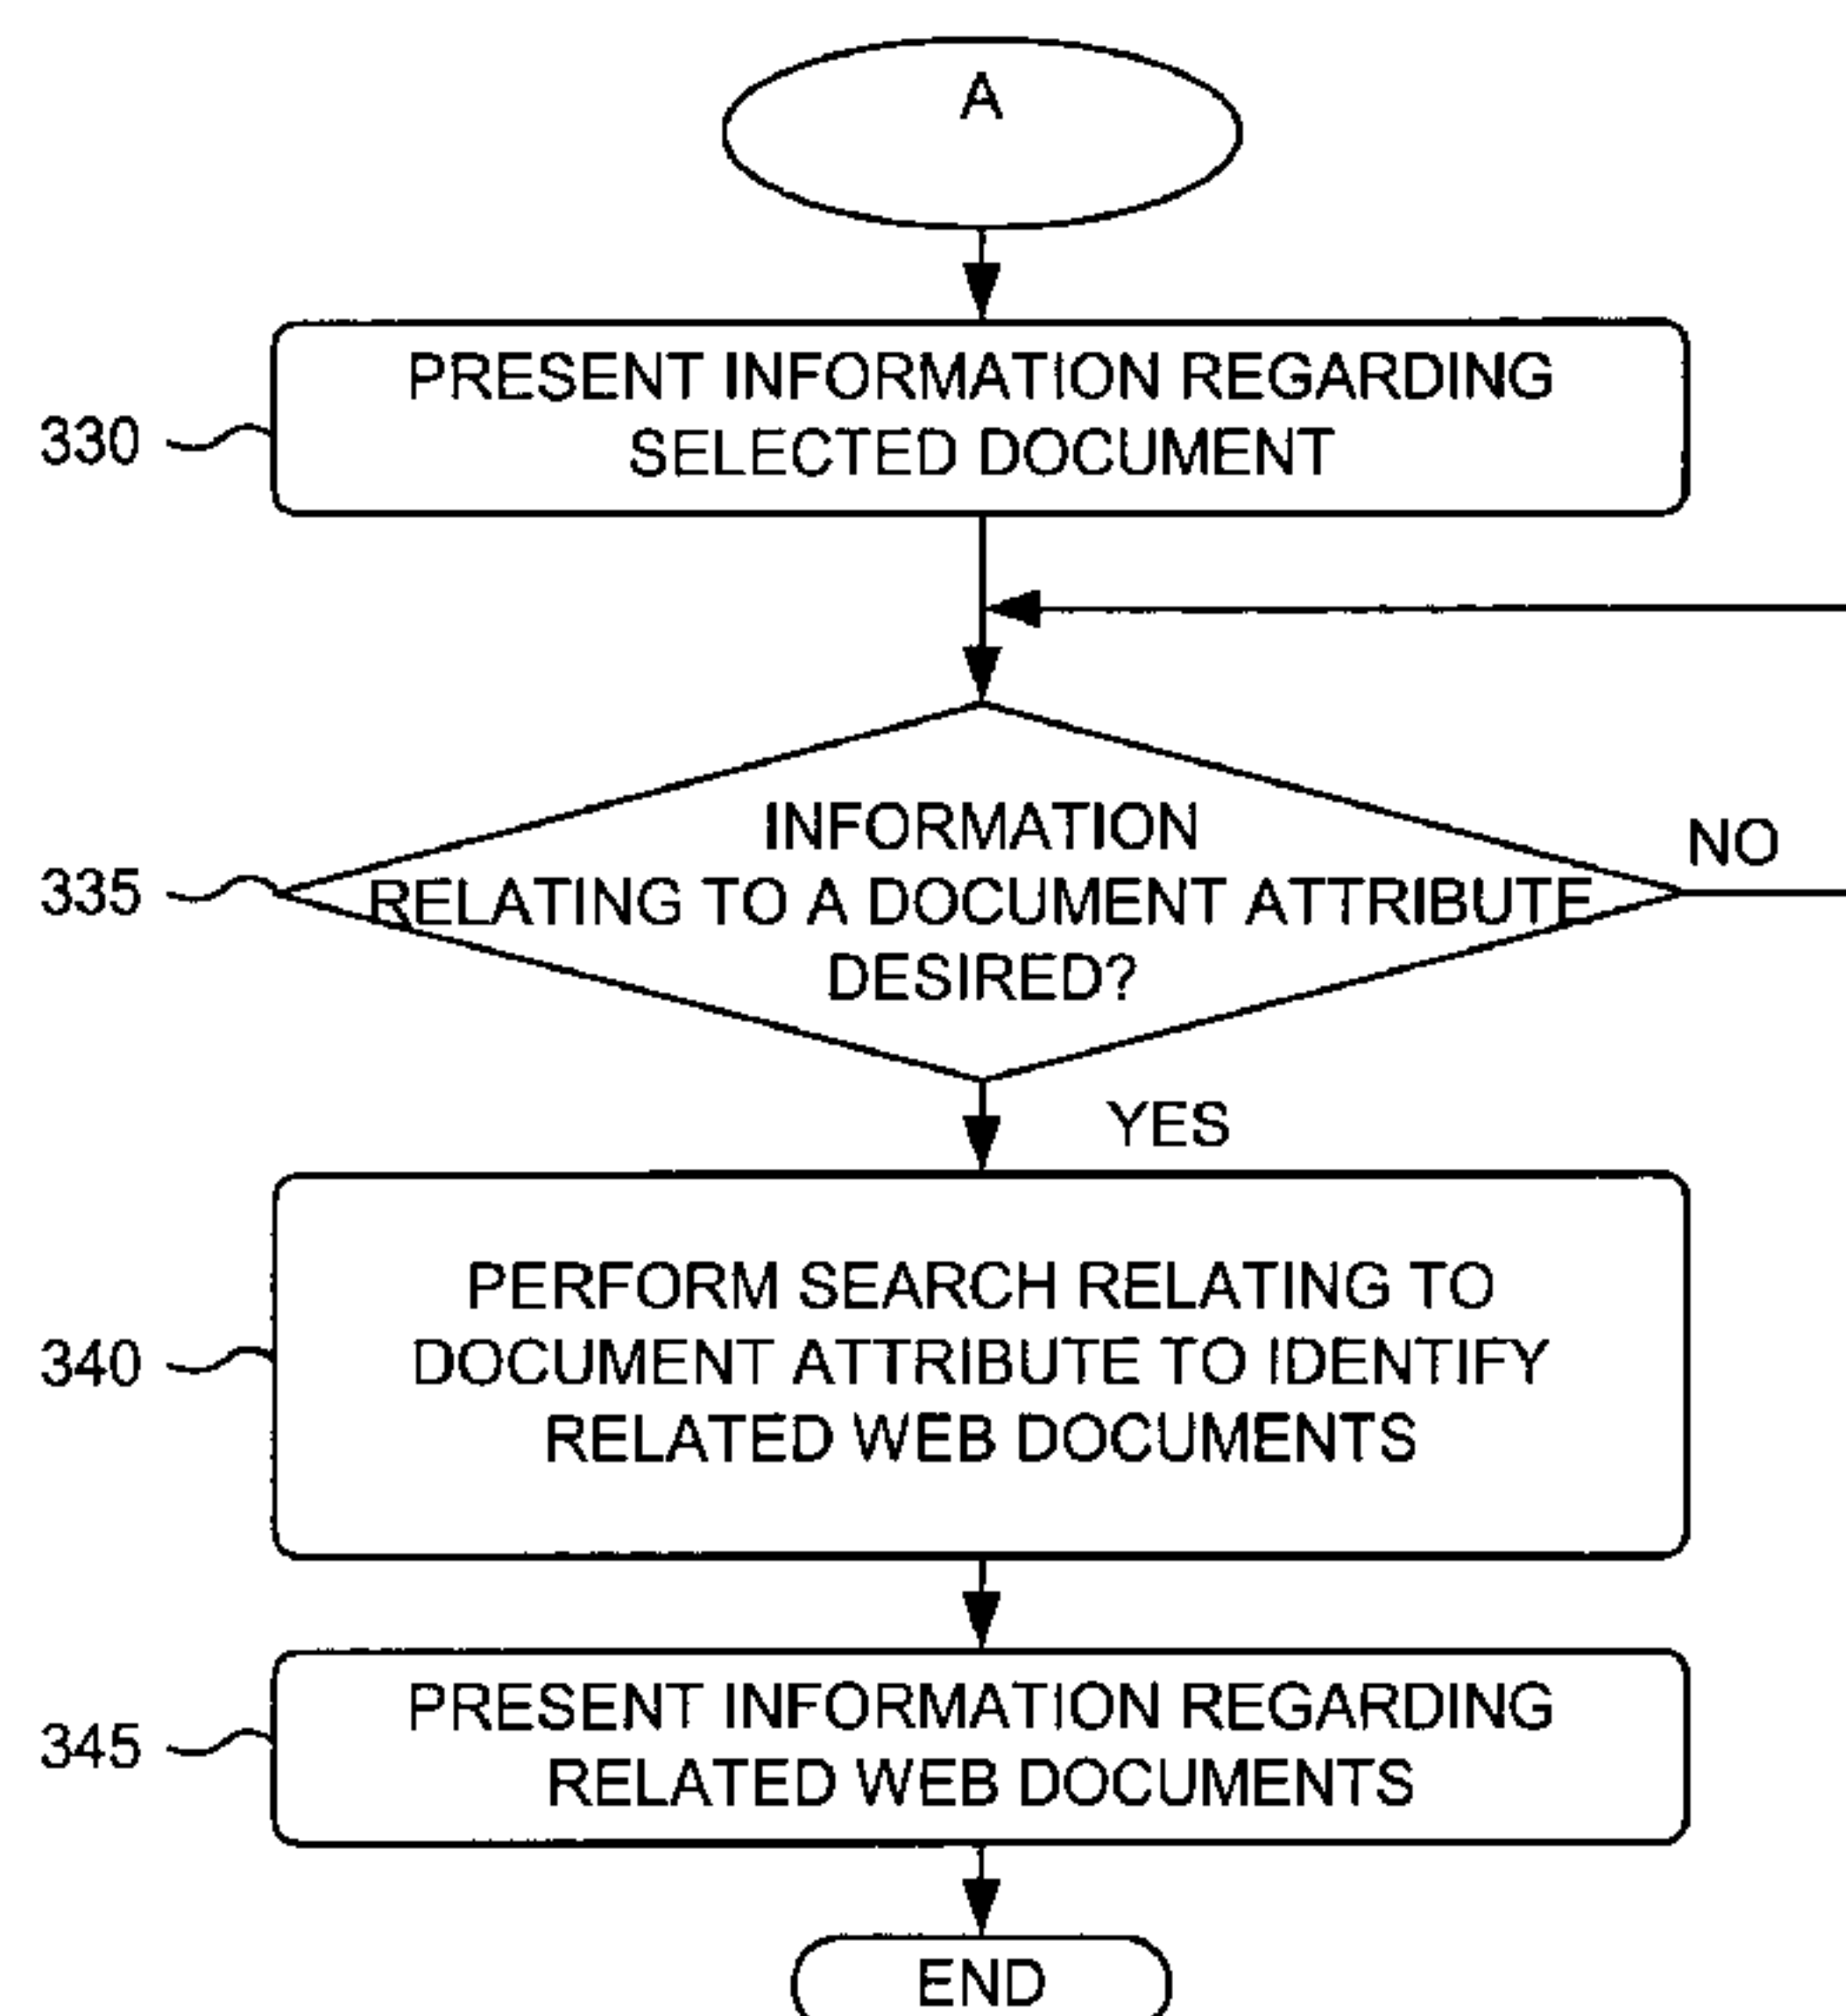 A
PRESENT INFORMATION REGARDING
SELECTED DOCUMENT
330
INFORMATION
RELATING TO A DOCUMENT ATTRIBUTE
DESIRED?
335
NO
YES
PERFORM SEARCH RELATING TO
DOCUMENT ATTRIBUTE TO IDENTIFY
RELATED WEB DOCUMENTS
340
PRESENT INFORMATION REGARDING
RELATED WEB DOCUMENTS
345
END